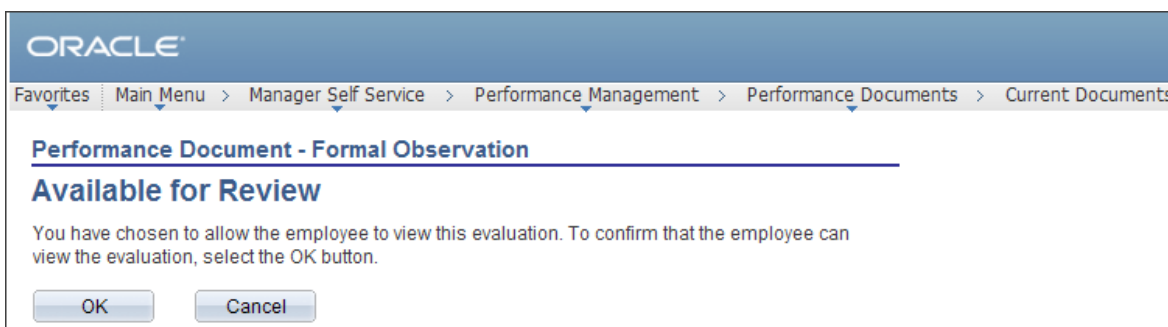 ORACLE®
Favorites Main Menu > Manager Self Service > Performance Management > Performance Documents > Current Documents
Performance Document - Formal Observation
Available for Review
You have chosen to allow the employee to view this evaluation. To confirm that the employee can
view the evaluation, select the OK button.
OK Cancel